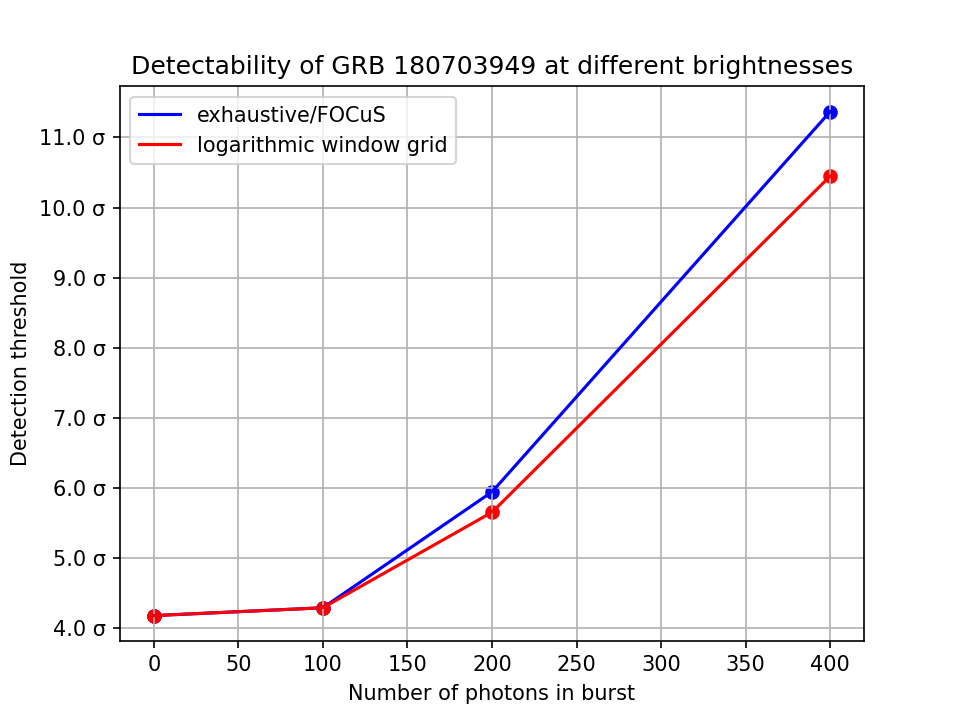 Detectability of GRB 180703949 at different brightnesses
exhaustive/FOCuS
logarithmic window grid
11.0 σ
10.0 σ
9.0 σ
8.0 σ
7.0 σ
6.0 σ
5.0 σ
4.0 σ
Detection threshold
0 50 100 150 200 250 300 350 400
Number of photons in burst